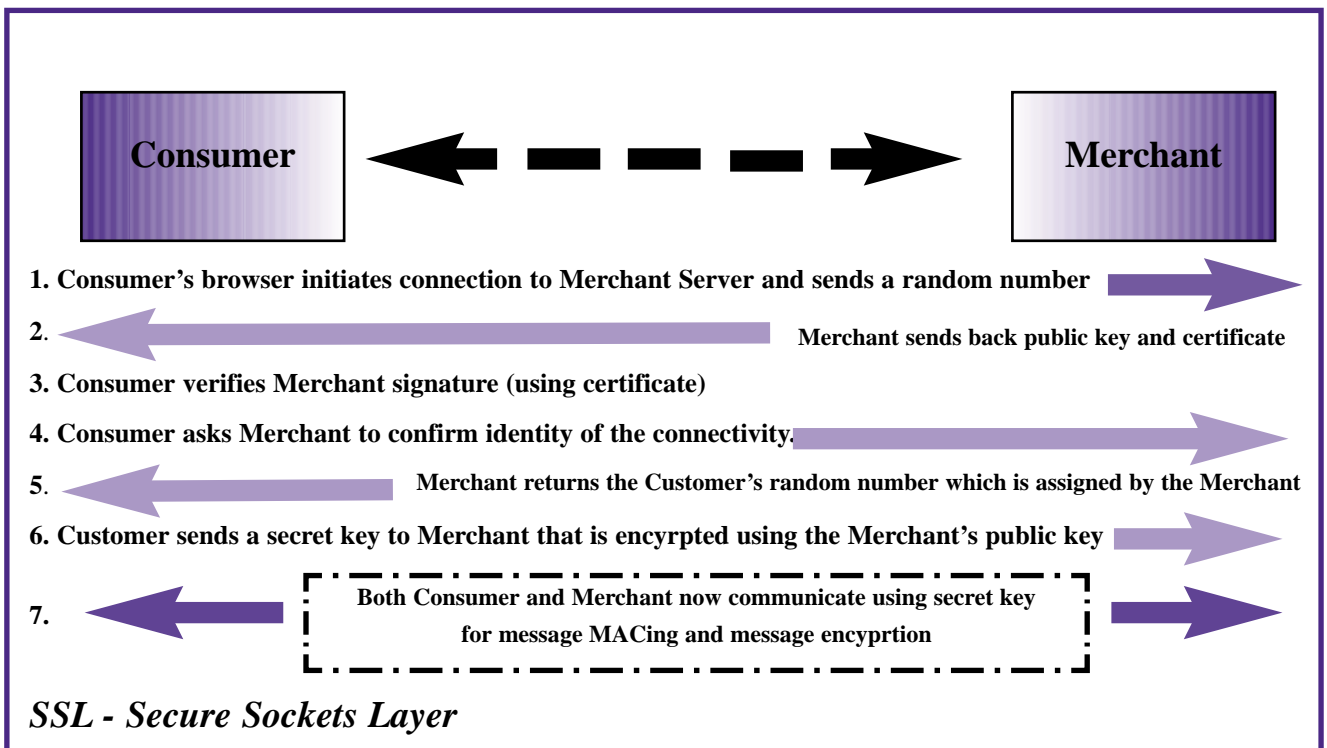 Consumer
Merchant
1. Consumer’s browser initiates connection to Merchant Server and sends a random number
2. Merchant sends back public key and certificate
3. Consumer verifies Merchant signature (using certificate)
4. Consumer asks Merchant to confirm identity of the connectivity.
5. Merchant returns the Customer’s random number which is assigned by the Merchant
6. Customer sends a secret key to Merchant that is encyrpted using the Merchant’s public key
7. Both Consumer and Merchant now communicate using secret key
for message MACing and message encyprtion
SSL - Secure Sockets Layer